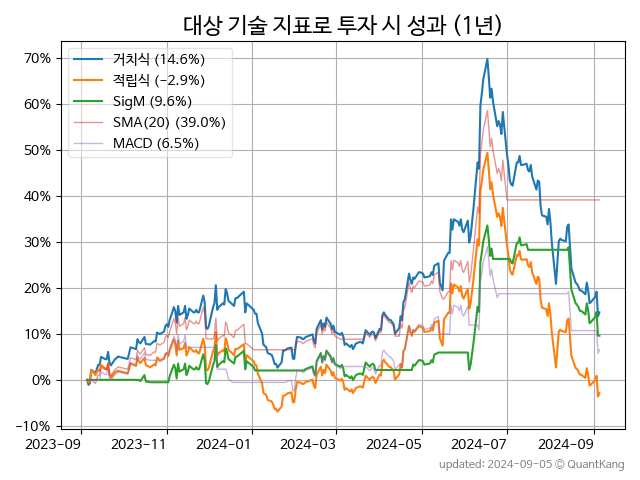 대상 기술 지표로 투자 시 성과 (1년)
거치식 (14.6%)
적립식 (−2.9%)
SigM (9.6%)
SMA(20) (39.0%)
MACD (6.5%)
70%
60%
50%
40%
30%
20%
10%
0%
−10%
2023-09
2023-11
2024-01
2024-03
2024-05
2024-07
2024-09
updated: 2024-09-05 © QuantKang